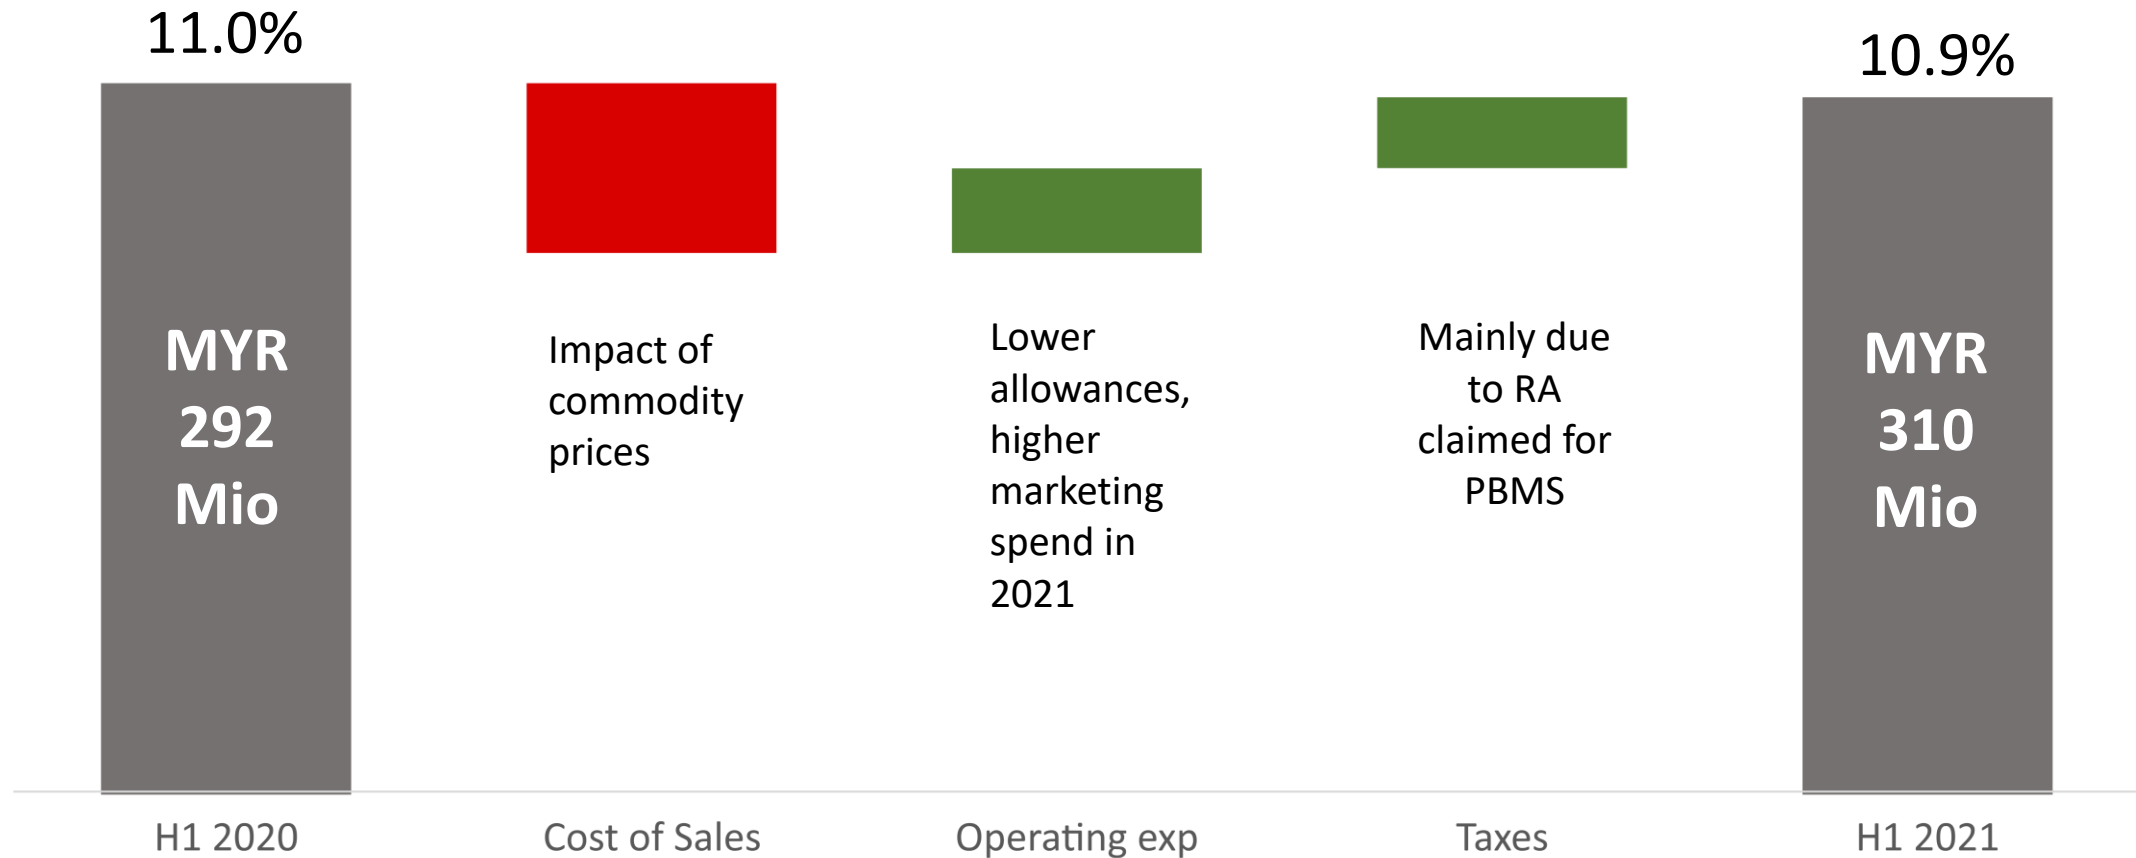 11.0%
10.9%
MYR
292
Mio
Impact of
commodity
prices
Lower
allowances,
higher
marketing
spend in
2021
Mainly due
to RA
claimed for
PBMS
MYR
310
Mio
H1 2020
Cost of Sales
Operating exp
Taxes
H1 2021